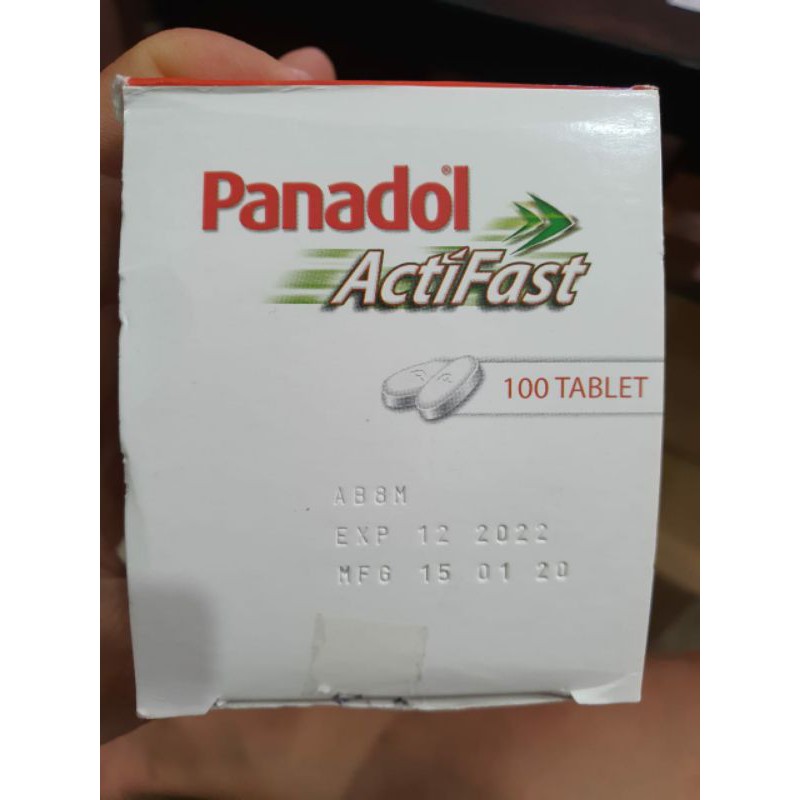 Panadol®
ActiFast
100 TABLET
AB8M
EXP 12 2022
MFG 15 01 20